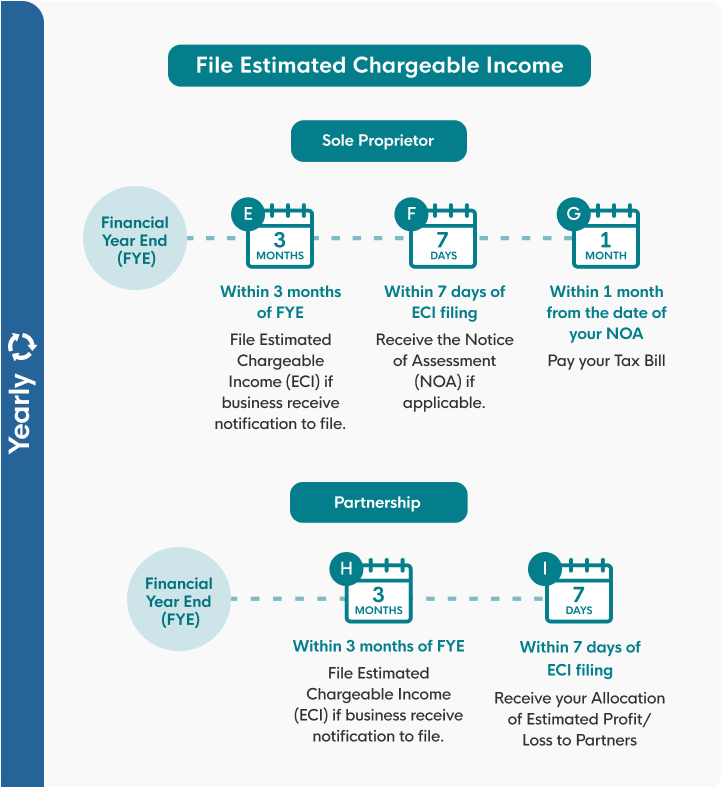 File Estimated Chargeable Income
Sole Proprietor
Financial
Year End
(FYE)
E
3
MONTHS
Within 3 months
of FYE
File Estimated
Chargeable
Income (ECI) if
business receive
notification to file.
F
7
DAYS
Within 7 days of
ECI filing
Receive the Notice
of Assessment
(NOA) if
applicable.
G
1
MONTH
Within 1 month
from the date of
your NOA
Pay your Tax Bill
Yearly
Partnership
Financial
Year End
(FYE)
H
3
MONTHS
Within 3 months of FYE
File Estimated
Chargeable Income
(ECI) if business receive
notification to file.
I
7
DAYS
Within 7 days of
ECI filing
Receive your Allocation
of Estimated Profit/
Loss to Partners